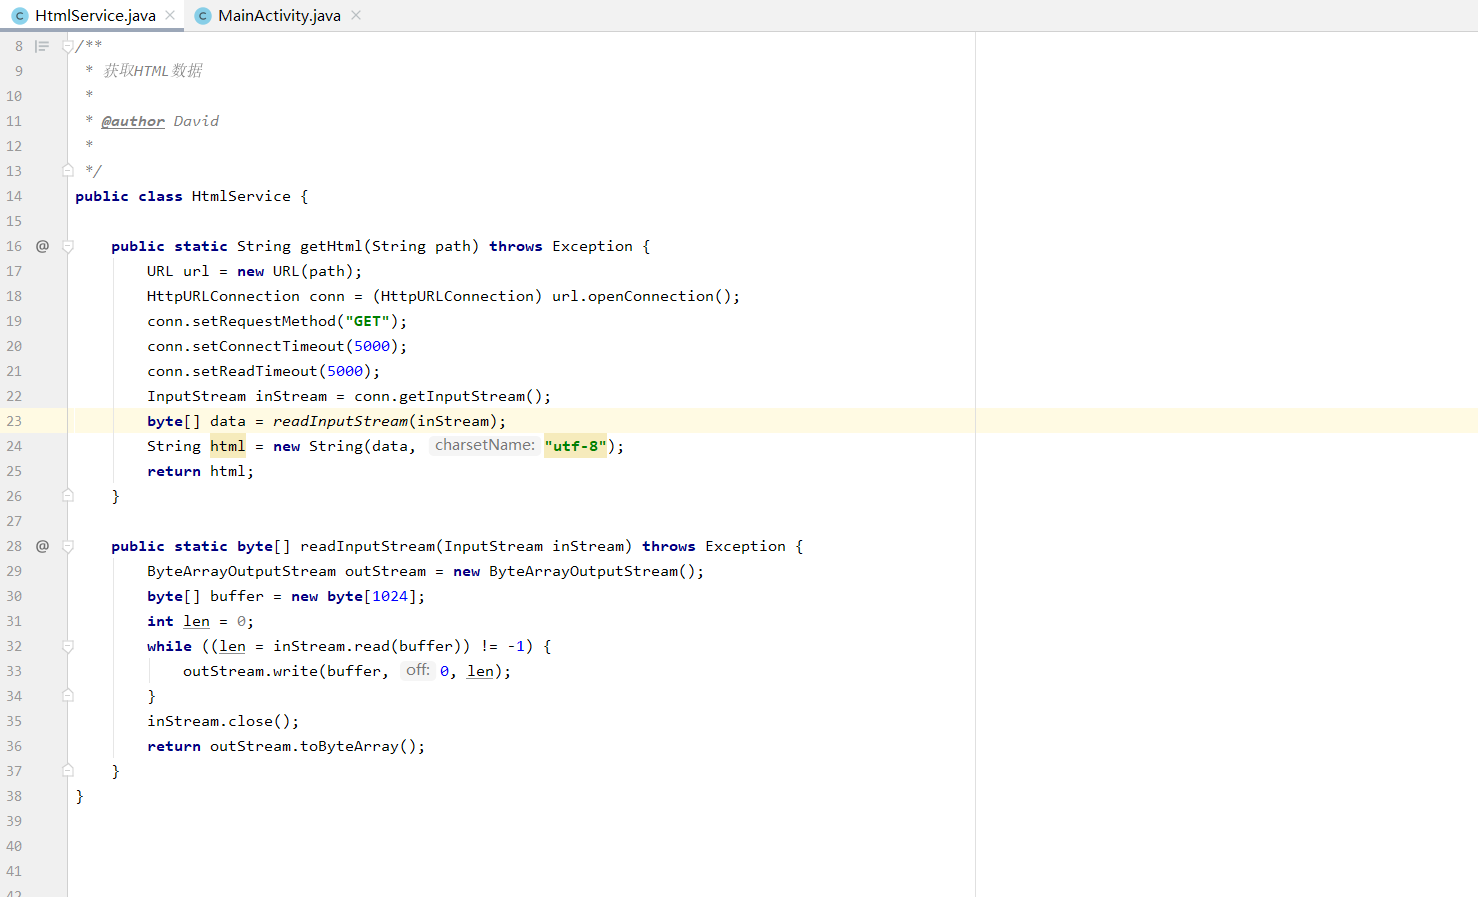 HtmlService.java MainActivity.java
8 /**
9 * 获取HTML数据
10 *
11 * @author David
12 *
13 */
14 public class HtmlService {
15
16 @ public static String getHtml(String path) throws Exception {
17 URL url = new URL(path);
18 HttpURLConnection conn = (HttpURLConnection) url.openConnection();
19 conn.setRequestMethod("GET");
20 conn.setConnectTimeout(5000);
21 conn.setReadTimeout(5000);
22 InputStream inStream = conn.getInputStream();
23 byte[] data = readInputStream(inStream);
24 String html = new String(data, charsetName: "utf-8");
25 return html;
26 }
27
28 @ public static byte[] readInputStream(InputStream inStream) throws Exception {
29 ByteArrayOutputStream outStream = new ByteArrayOutputStream();
30 byte[] buffer = new byte[1024];
31 int len = 0;
32 while ((len = inStream.read(buffer)) != -1) {
33 outStream.write(buffer, off: 0, len);
34 }
35 inStream.close();
36 return outStream.toByteArray();
37 }
38 }
39
40
41
42